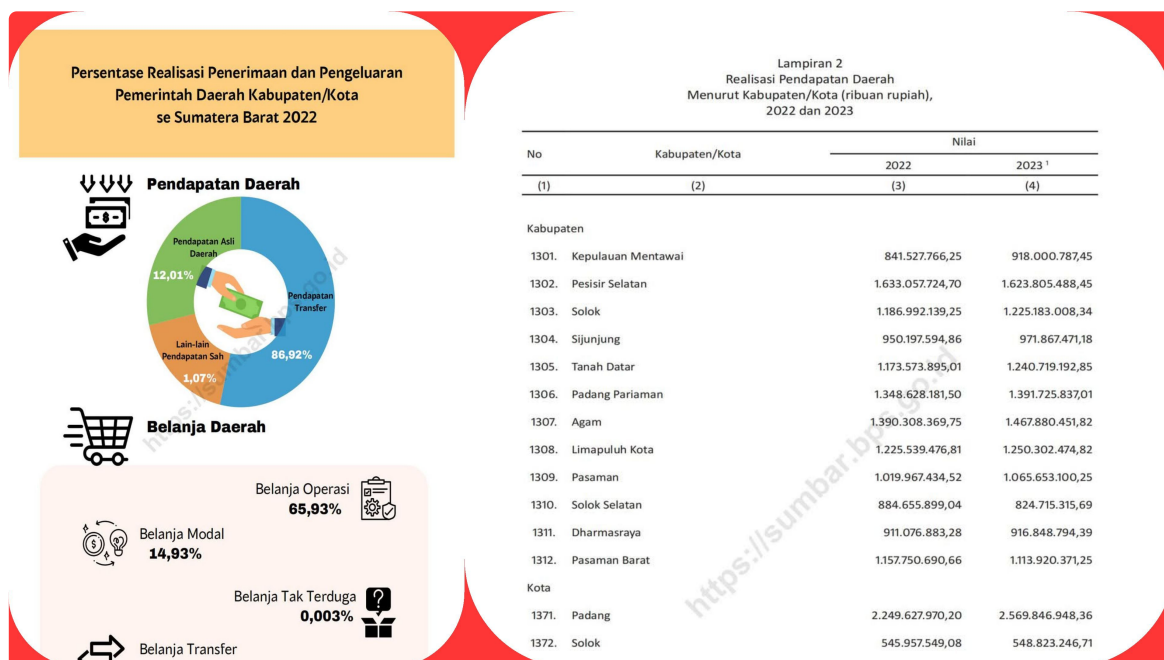 Persentase Realisasi Penerimaan dan Pengeluaran
Pemerintah Daerah Kabupaten/Kota
se Sumatera Barat 2022
Pendapatan Daerah
Pendapatan Asli
Daerah
12,01%
Pendapatan
Transfer
86,92%
Lain-lain
Pendapatan Sah
1,07%
https://sumbar.bps.go.id
Belanja Daerah
Belanja Operasi
65,93%
Belanja Modal
14,93%
Belanja Tak Terduga
0,003%
Belanja Transfer
Lampiran 2
Realisasi Pendapatan Daerah
Menurut Kabupaten/Kota (ribuan rupiah),
2022 dan 2023
No Kabupaten/Kota Nilai
2022 2023 ¹
(1) (2) (3) (4)
Kabupaten
1301. Kepulauan Mentawai 841.527.766,25 918.000.787,45
1302. Pesisir Selatan 1.633.057.724,70 1.623.805.488,45
1303. Solok 1.186.992.139,25 1.225.183.008,34
1304. Sijunjung 950.197.594,86 971.867.471,18
1305. Tanah Datar 1.173.573.895,01 1.240.719.192,85
1306. Padang Pariaman 1.348.628.181,50 1.391.725.837,01
1307. Agam 1.390.308.369,75 1.467.880.451,82
1308. Limapuluh Kota 1.225.539.476,81 1.250.302.474,82
1309. Pasaman 1.019.967.434,52 1.065.653.100,25
1310. Solok Selatan 884.655.899,04 824.715.315,69
1311. Dharmasraya 911.076.883,28 916.848.794,39
1312. Pasaman Barat 1.157.750.690,66 1.113.920.371,25
Kota
1371. Padang 2.249.627.970,20 2.569.846.948,36
1372. Solok 545.957.549,08 548.823.246,71
https://sumbar.bps.go.id